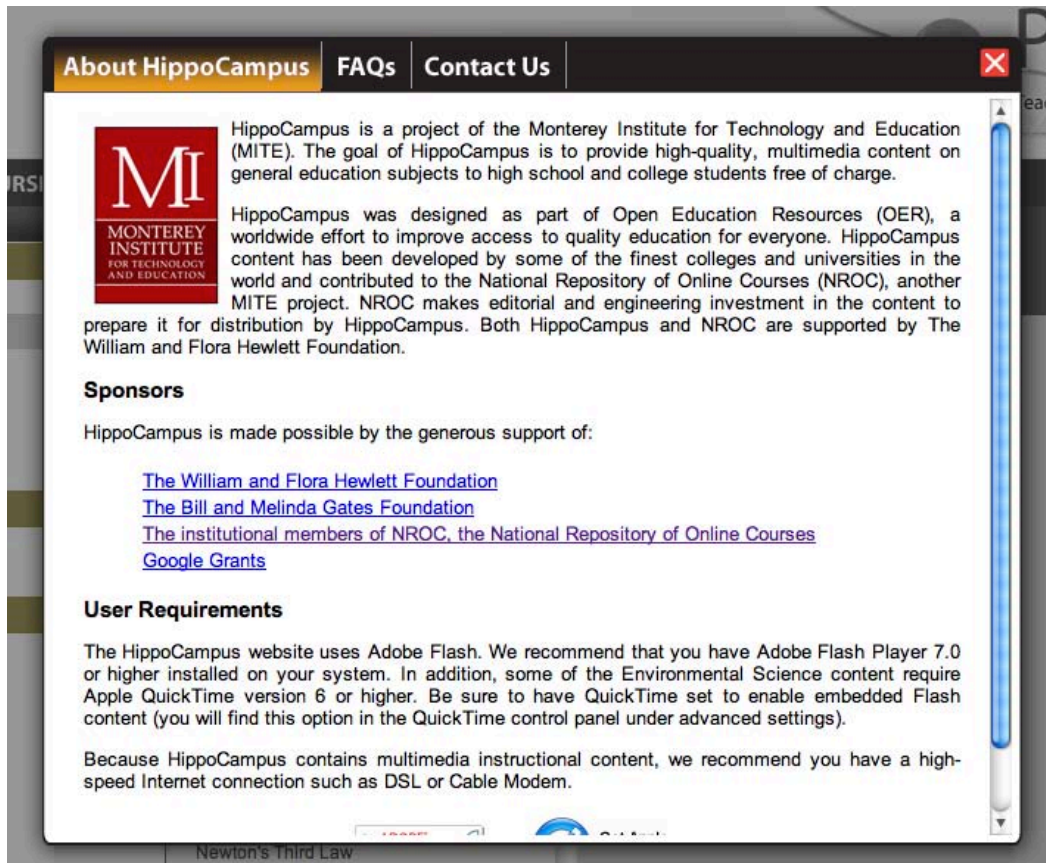 About HippoCampus
FAQs
Contact Us
MI
MONTEREY
INSTITUTE
FOR TECHNOLOGY
AND EDUCATION
HippoCampus is a project of the Monterey Institute for Technology and Education
(MITE). The goal of HippoCampus is to provide high-quality, multimedia content on
general education subjects to high school and college students free of charge.
HippoCampus was designed as part of Open Education Resources (OER), a
worldwide effort to improve access to quality education for everyone. HippoCampus
content has been developed by some of the finest colleges and universities in the
world and contributed to the National Repository of Online Courses (NROC), another
MITE project. NROC makes editorial and engineering investment in the content to
prepare it for distribution by HippoCampus. Both HippoCampus and NROC are supported by The
William and Flora Hewlett Foundation.
Sponsors
HippoCampus is made possible by the generous support of:
The William and Flora Hewlett Foundation
The Bill and Melinda Gates Foundation
The institutional members of NROC, the National Repository of Online Courses
Google Grants
User Requirements
The HippoCampus website uses Adobe Flash. We recommend that you have Adobe Flash Player 7.0
or higher installed on your system. In addition, some of the Environmental Science content require
Apple QuickTime version 6 or higher. Be sure to have QuickTime set to enable embedded Flash
content (you will find this option in the QuickTime control panel under advanced settings).
Because HippoCampus contains multimedia instructional content, we recommend you have a high-
speed Internet connection such as DSL or Cable Modem.
Newton's Third Law